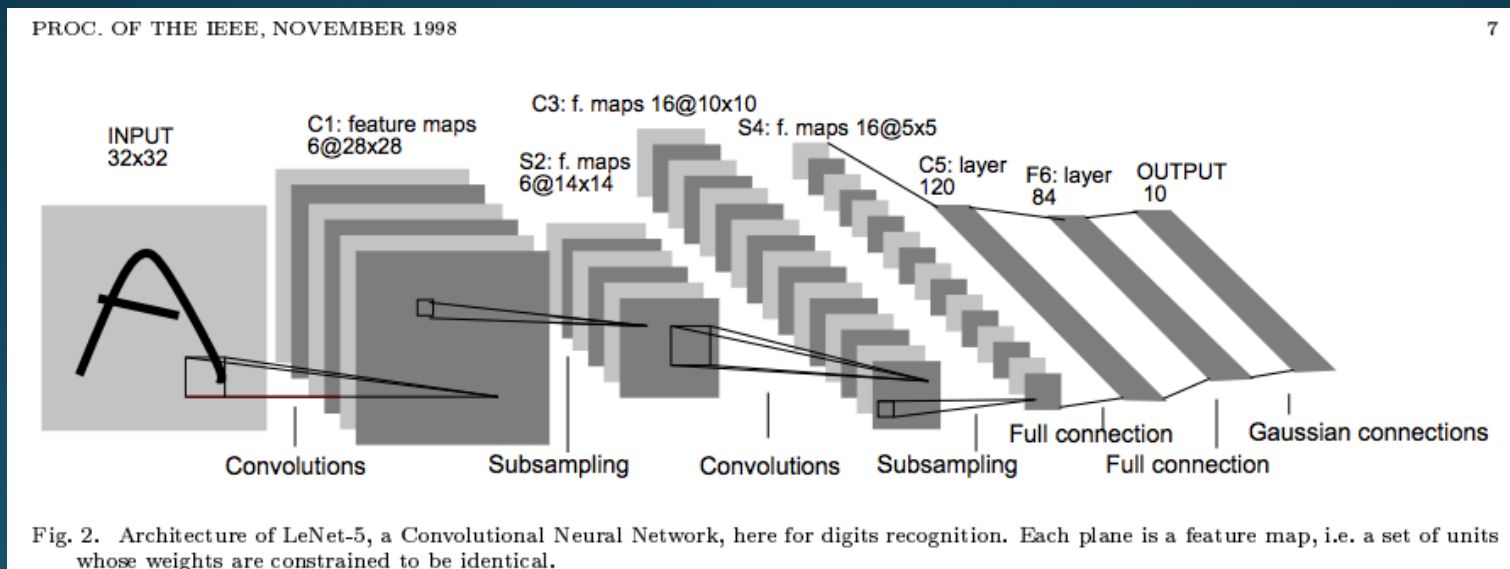 PROC. OF THE IEEE, NOVEMBER 1998 7
INPUT
32x32
C1: feature maps
6@28x28
S2: f. maps
6@14x14
C3: f. maps 16@10x10
S4: f. maps 16@5x5
C5: layer
120
F6: layer
84
OUTPUT
10
A
Convolutions
Subsampling
Convolutions
Subsampling
Full connection
Full connection
Gaussian connections
Fig. 2. Architecture of LeNet-5, a Convolutional Neural Network, here for digits recognition. Each plane is a feature map, i.e. a set of units
whose weights are constrained to be identical.